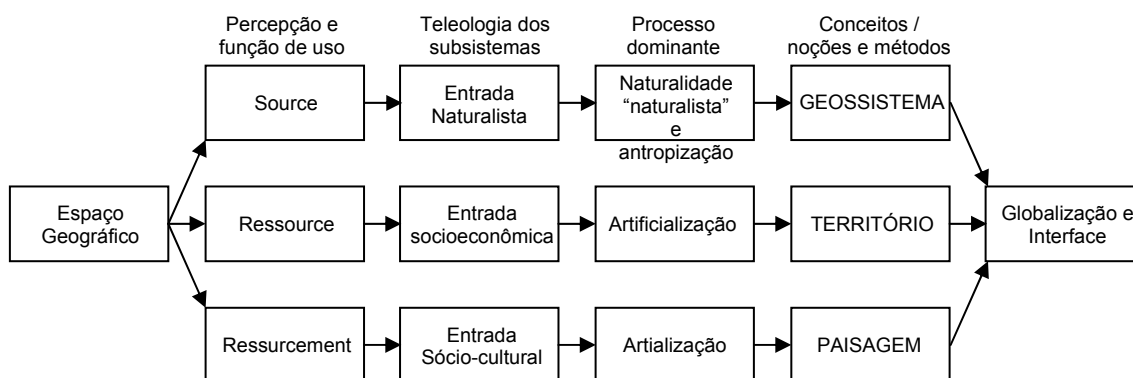 Percepção e
função de uso
Teleologia dos
subsistemas
Processo
dominante
Conceitos /
noções e métodos
Source
Entrada
Naturalista
Naturalidade
“naturalista”
e
antropização
GEOSSISTEMA
Espaço
Geográfico
Ressource
Entrada
socioeconômica
Artificialização
TERRITÓRIO
Globalização e
Interface
Ressurcement
Entrada
Sócio-cultural
Artialização
PAISAGEM